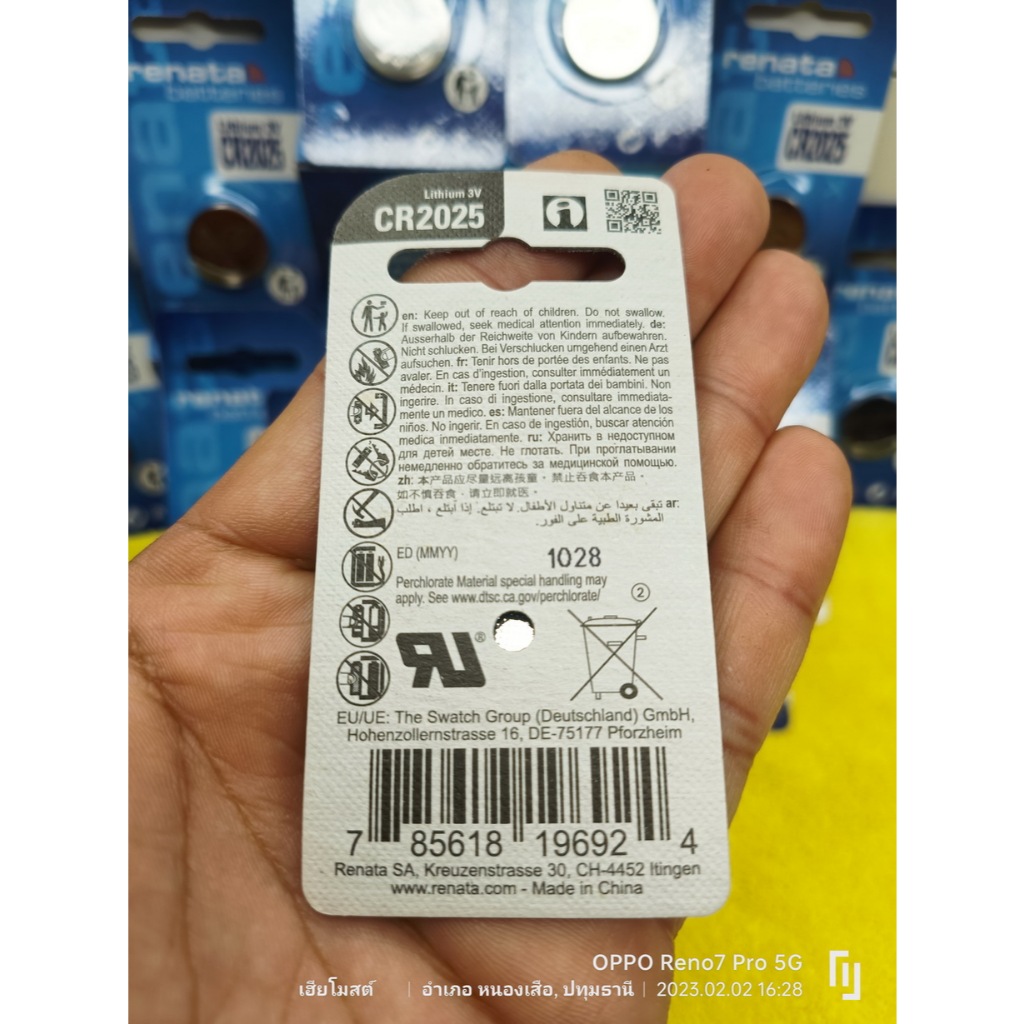 renata
batteries
Lithium 3V
CR2025
renata
batteries
Lithium 3V
CR2025
Lithium 3V
CR2025
en: Keep out of reach of children. Do not swallow.
If swallowed, seek medical attention immediately. de:
Ausserhalb der Reichweite von Kindern aufbewahren.
Nicht schlucken. Bei Verschlucken umgehend einen Arzt
aufsuchen. fr: Tenir hors de portée des enfants. Ne pas
avaler. En cas d'ingestion, consulter immédiatement un
médecin. it: Tenere fuori dalla portata dei bambini. Non
ingerire. In caso di ingestione, consultare immediata-
mente un medico. es: Mantener fuera del alcance de los
niños. No ingerir. En caso de ingestión, buscar atención
medica inmediatamente. ru: Хранить в недоступном
для детей месте. Не глотать. При проглатывании
немедленно обратитесь за медицинской помощью.
zh: 本产品应尽量远离孩童，禁止吞食本产品，
如不慎吞食，请立即就医。
ar: تبقى بعيدا عن متناول الأطفال. لا تبتلع. إذا أبتلع ، اطلب
المشورة الطبية على الفور.
ED (MMYY) 1028
Perchlorate Material special handling may
apply. See www.dtsc.ca.gov/perchlorate/
②
RU®
EU/UE: The Swatch Group (Deutschland) GmbH,
Hohenzollernstrasse 16, DE-75177 Pforzheim
7 85618 19692 4
Renata SA, Kreuzenstrasse 30, CH-4452 Itingen
www.renata.com - Made in China
OPPO Reno7 Pro 5G
เฮียโมสต์ | อำเภอ หนองเสือ, ปทุมธานี | 2023.02.02 16:28